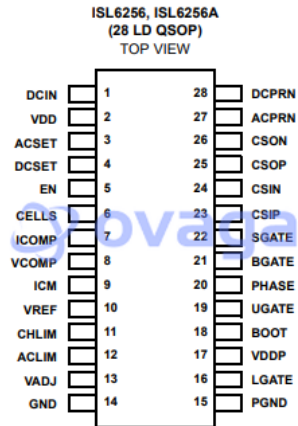 ISL6256, ISL6256A
(28 LD QSOP)
TOP VIEW
DCIN 1 28 DCPRN
VDD 2 27 ACPRN
ACSET 3 26 CSON
DCSET 4 25 CSOP
EN 5 24 CSIN
CELLS 6 23 CSIP
ICOMP 7 22 SGATE
VCOMP 8 21 BGATE
ICM 9 20 PHASE
VREF 10 19 UGATE
CHLIM 11 18 BOOT
ACLIM 12 17 VDDP
VADJ 13 16 LGATE
GND 14 15 PGND
ovaga